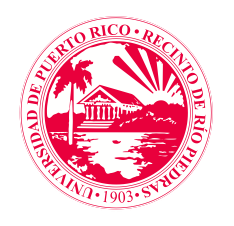 UNIVERSIDAD DE PUERTO RICO • RECINTO DE RÍO PIEDRAS
• 1903 •